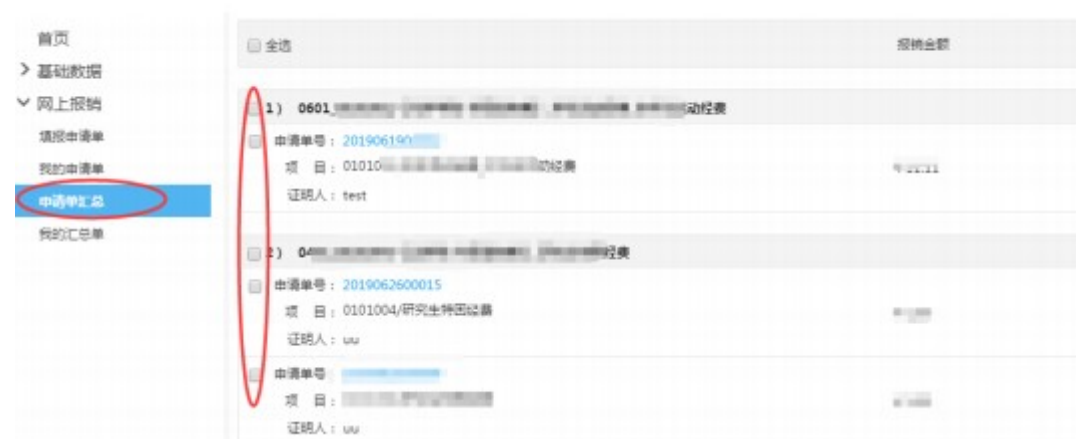 首页
基础数据
网上报销
填报申请单
我的申请单
申请单汇总
我的汇总单
全选 报销金额
1） 0601_ 动经费
申请单号：201906190
项 目：01010 动经费
证明人：test
2） 04 经费
申请单号：2019062600015
项 目：0101004/研究生特困经费
证明人：uu
申请单号：
项 目：
证明人：uu